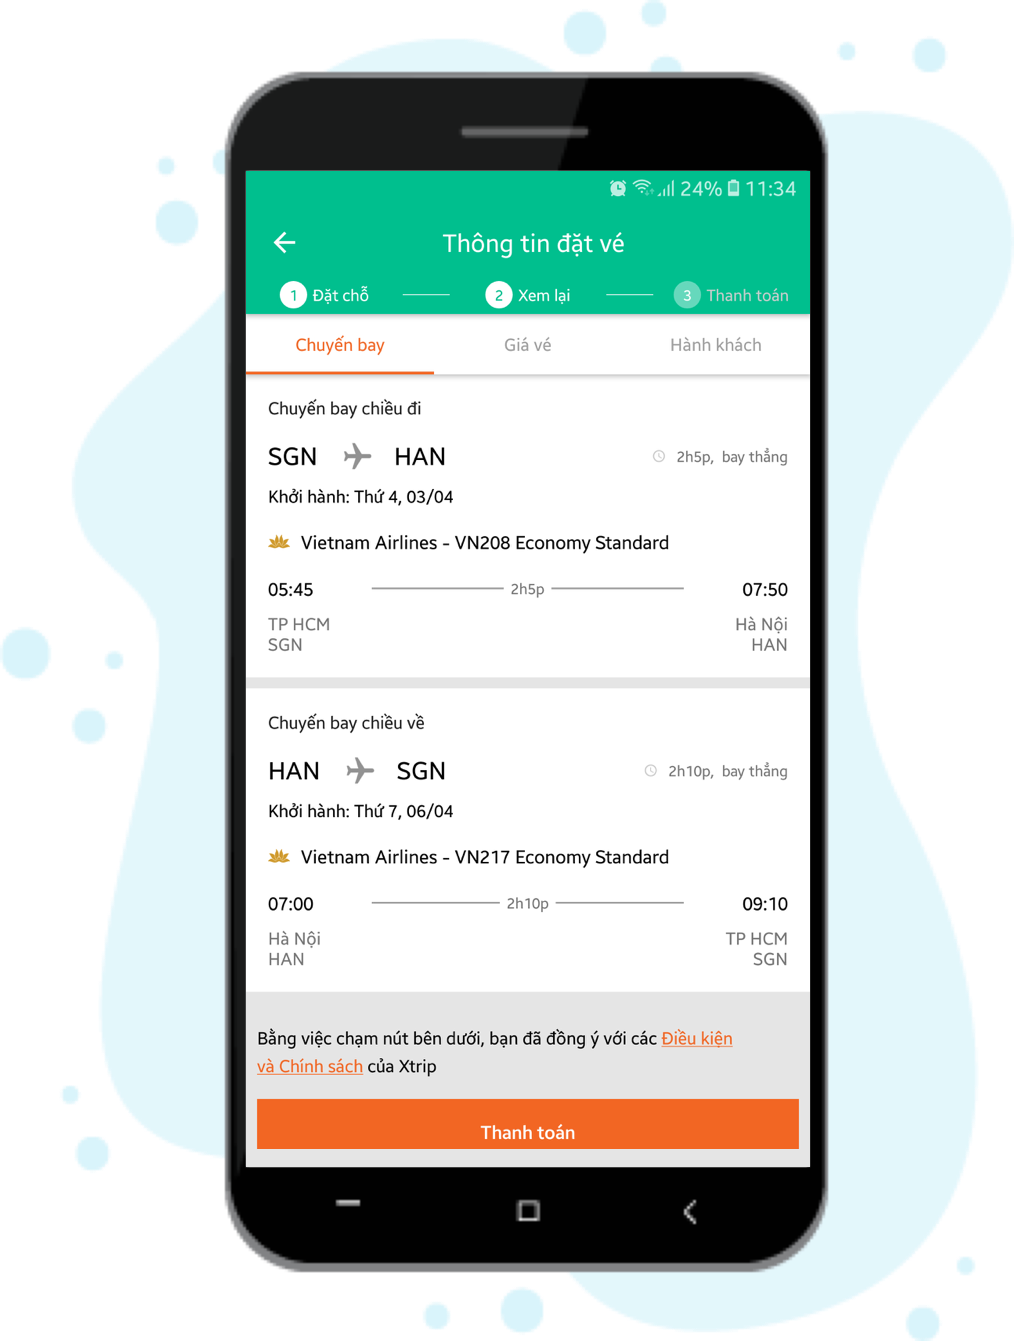 24% 11:34
Thông tin đặt vé
1 Đặt chỗ 2 Xem lại 3 Thanh toán
Chuyến bay Giá vé Hành khách
Chuyến bay chiều đi
SGN HAN 2h5p, bay thẳng
Khởi hành: Thứ 4, 03/04
Vietnam Airlines - VN208 Economy Standard
05:45 2h5p 07:50
TP HCM Hà Nội
SGN HAN
Chuyến bay chiều về
HAN SGN 2h10p, bay thẳng
Khởi hành: Thứ 7, 06/04
Vietnam Airlines - VN217 Economy Standard
07:00 2h10p 09:10
Hà Nội TP HCM
HAN SGN
Bằng việc chạm nút bên dưới, bạn đã đồng ý với các Điều kiện
và Chính sách của Xtrip
Thanh toán